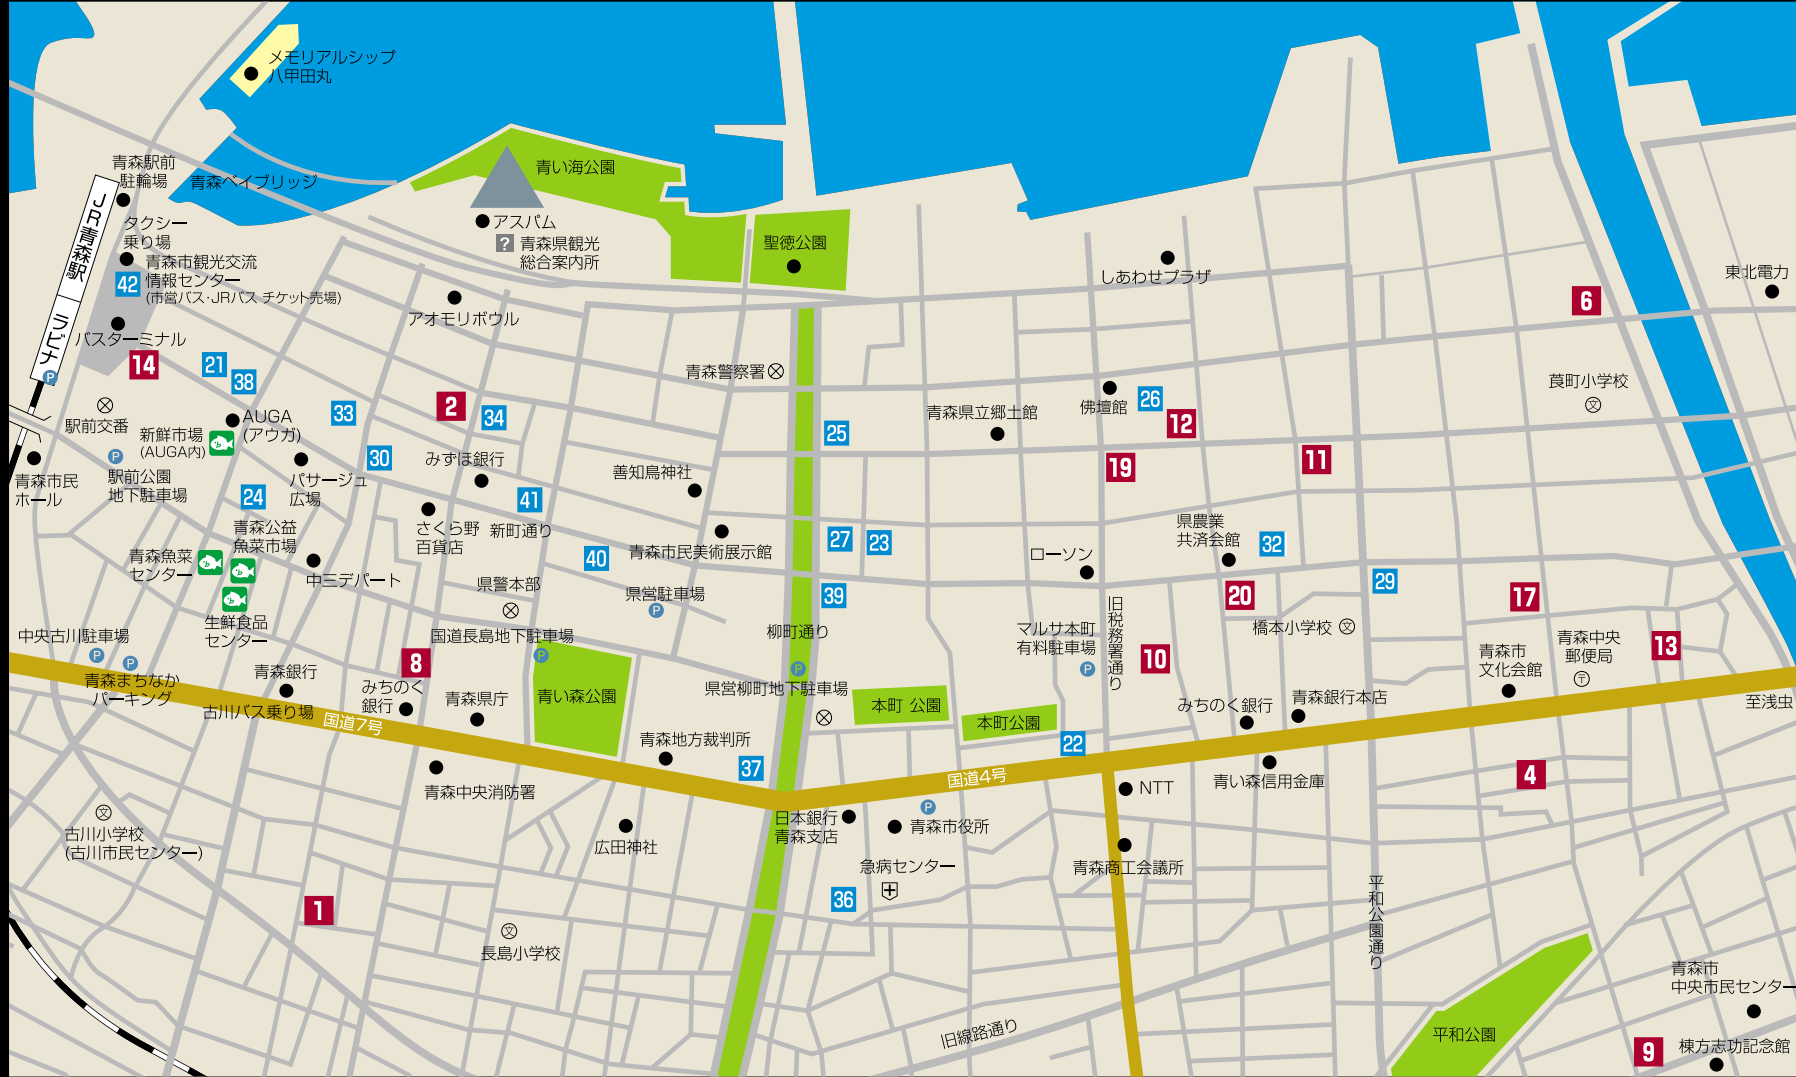 メモリアルシップ
八甲田丸
青森駅前
駐輪場
青森ベイブリッジ
青い海公園
アスパム
?
青森県観光
総合案内所
聖徳公園
JR青森駅
ラビナ
P
タクシー
乗り場
青森市観光交流
情報センター
(市営バス・JRバス チケット売場)
42
バスターミナル
14
アオモリボウル
しあわせプラザ
東北電力
6
21
38
33
2
34
青森警察署
25
青森県立郷土館
佛壇館
26
12
莨町小学校
文
駅前交番
新鮮市場
(AUGA内)
AUGA
(アウガ)
30
みずほ銀行
善知鳥神社
19
11
青森市民
ホール
P
駅前公園
地下駐車場
24
パサージュ
広場
41
さくら野
百貨店
新町通り
青森市民美術展示館
27
23
県農業
共済会館
32
青森公益
魚菜市場
青森魚菜
センター
中三デパート
40
県警本部
県営駐車場
P
39
ローソン
20
29
17
生鮮食品
センター
中央古川駐車場
P
P
国道長島地下駐車場
P
柳町通り
P
マルサ本町
有料駐車場
P
旧税務署通り
橋本小学校
文
10
13
青森中央
郵便局
〒
青森市
文化会館
青森まちなか
パーキング
青森銀行
8
みちのく
銀行
青森県庁
青い森公園
県営柳町地下駐車場
本町 公園
本町公園
みちのく銀行
青森銀行本店
至浅虫
古川バス乗り場
国道7号
青森地方裁判所
37
22
国道4号
青い森信用金庫
4
青森中央消防署
NTT
文
古川小学校
(古川市民センター)
広田神社
日本銀行
青森支店
P
青森市役所
急病センター
青森商工会議所
36
1
文
長島小学校
平和公園通り
旧線路通り
平和公園
青森市
中央市民センター
9
棟方志功記念館